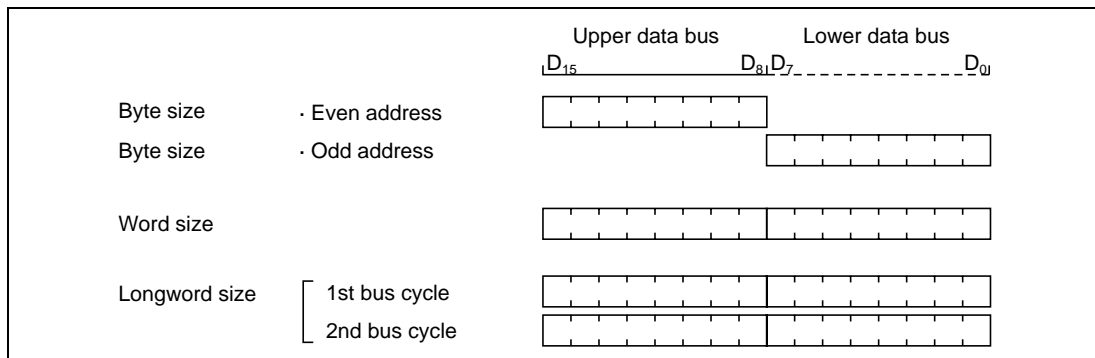 Upper data bus Lower data bus
D15 D8 D7 D0
Byte size · Even address
Byte size · Odd address
Word size
Longword size 1st bus cycle
2nd bus cycle